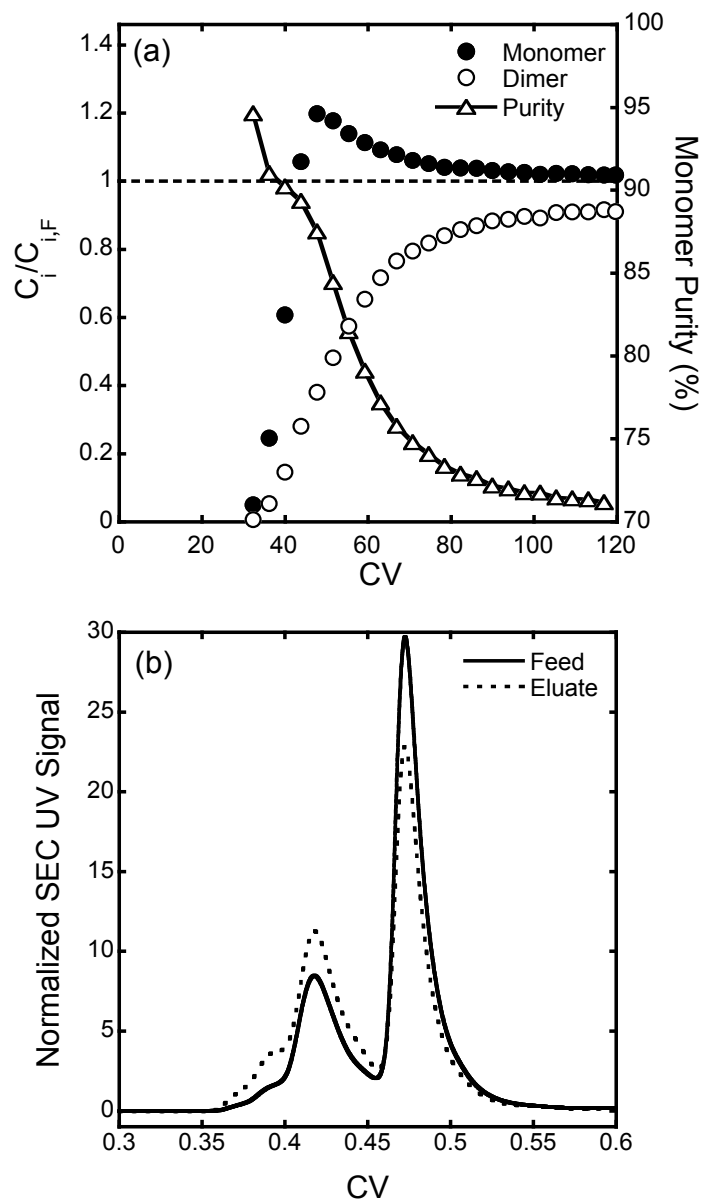 (a)
Monomer
Dimer
Purity
1.4
1.2
1
0.8
0.6
0.4
0.2
0
C_i/C_i,F
100
95
90
85
80
75
70
Monomer Purity (%)
0 20 40 60 80 100 120
CV
(b)
Feed
Eluate
30
25
20
15
10
5
0
Normalized SEC UV Signal
0.3 0.35 0.4 0.45 0.5 0.55 0.6
CV